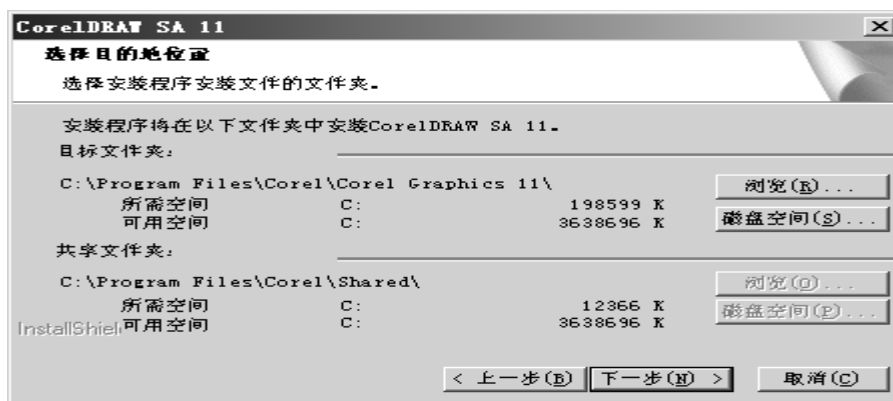 CorelDRAW SA 11
选择目的地位置
选择安装程序安装文件的文件夹。
安装程序将在以下文件夹中安装CorelDRAW SA 11。
目标文件夹:
C:\Program Files\Corel\Corel Graphics 11\
浏览(R)...
所需空间 C: 198599 K
可用空间 C: 3638696 K
磁盘空间(S)...
共享文件夹:
C:\Program Files\Corel\Shared\
浏览(O)...
所需空间 C: 12366 K
磁盘空间(P)...
InstallShiel 可用空间 C: 3638696 K
< 上一步(B) 下一步(N) > 取消(C)